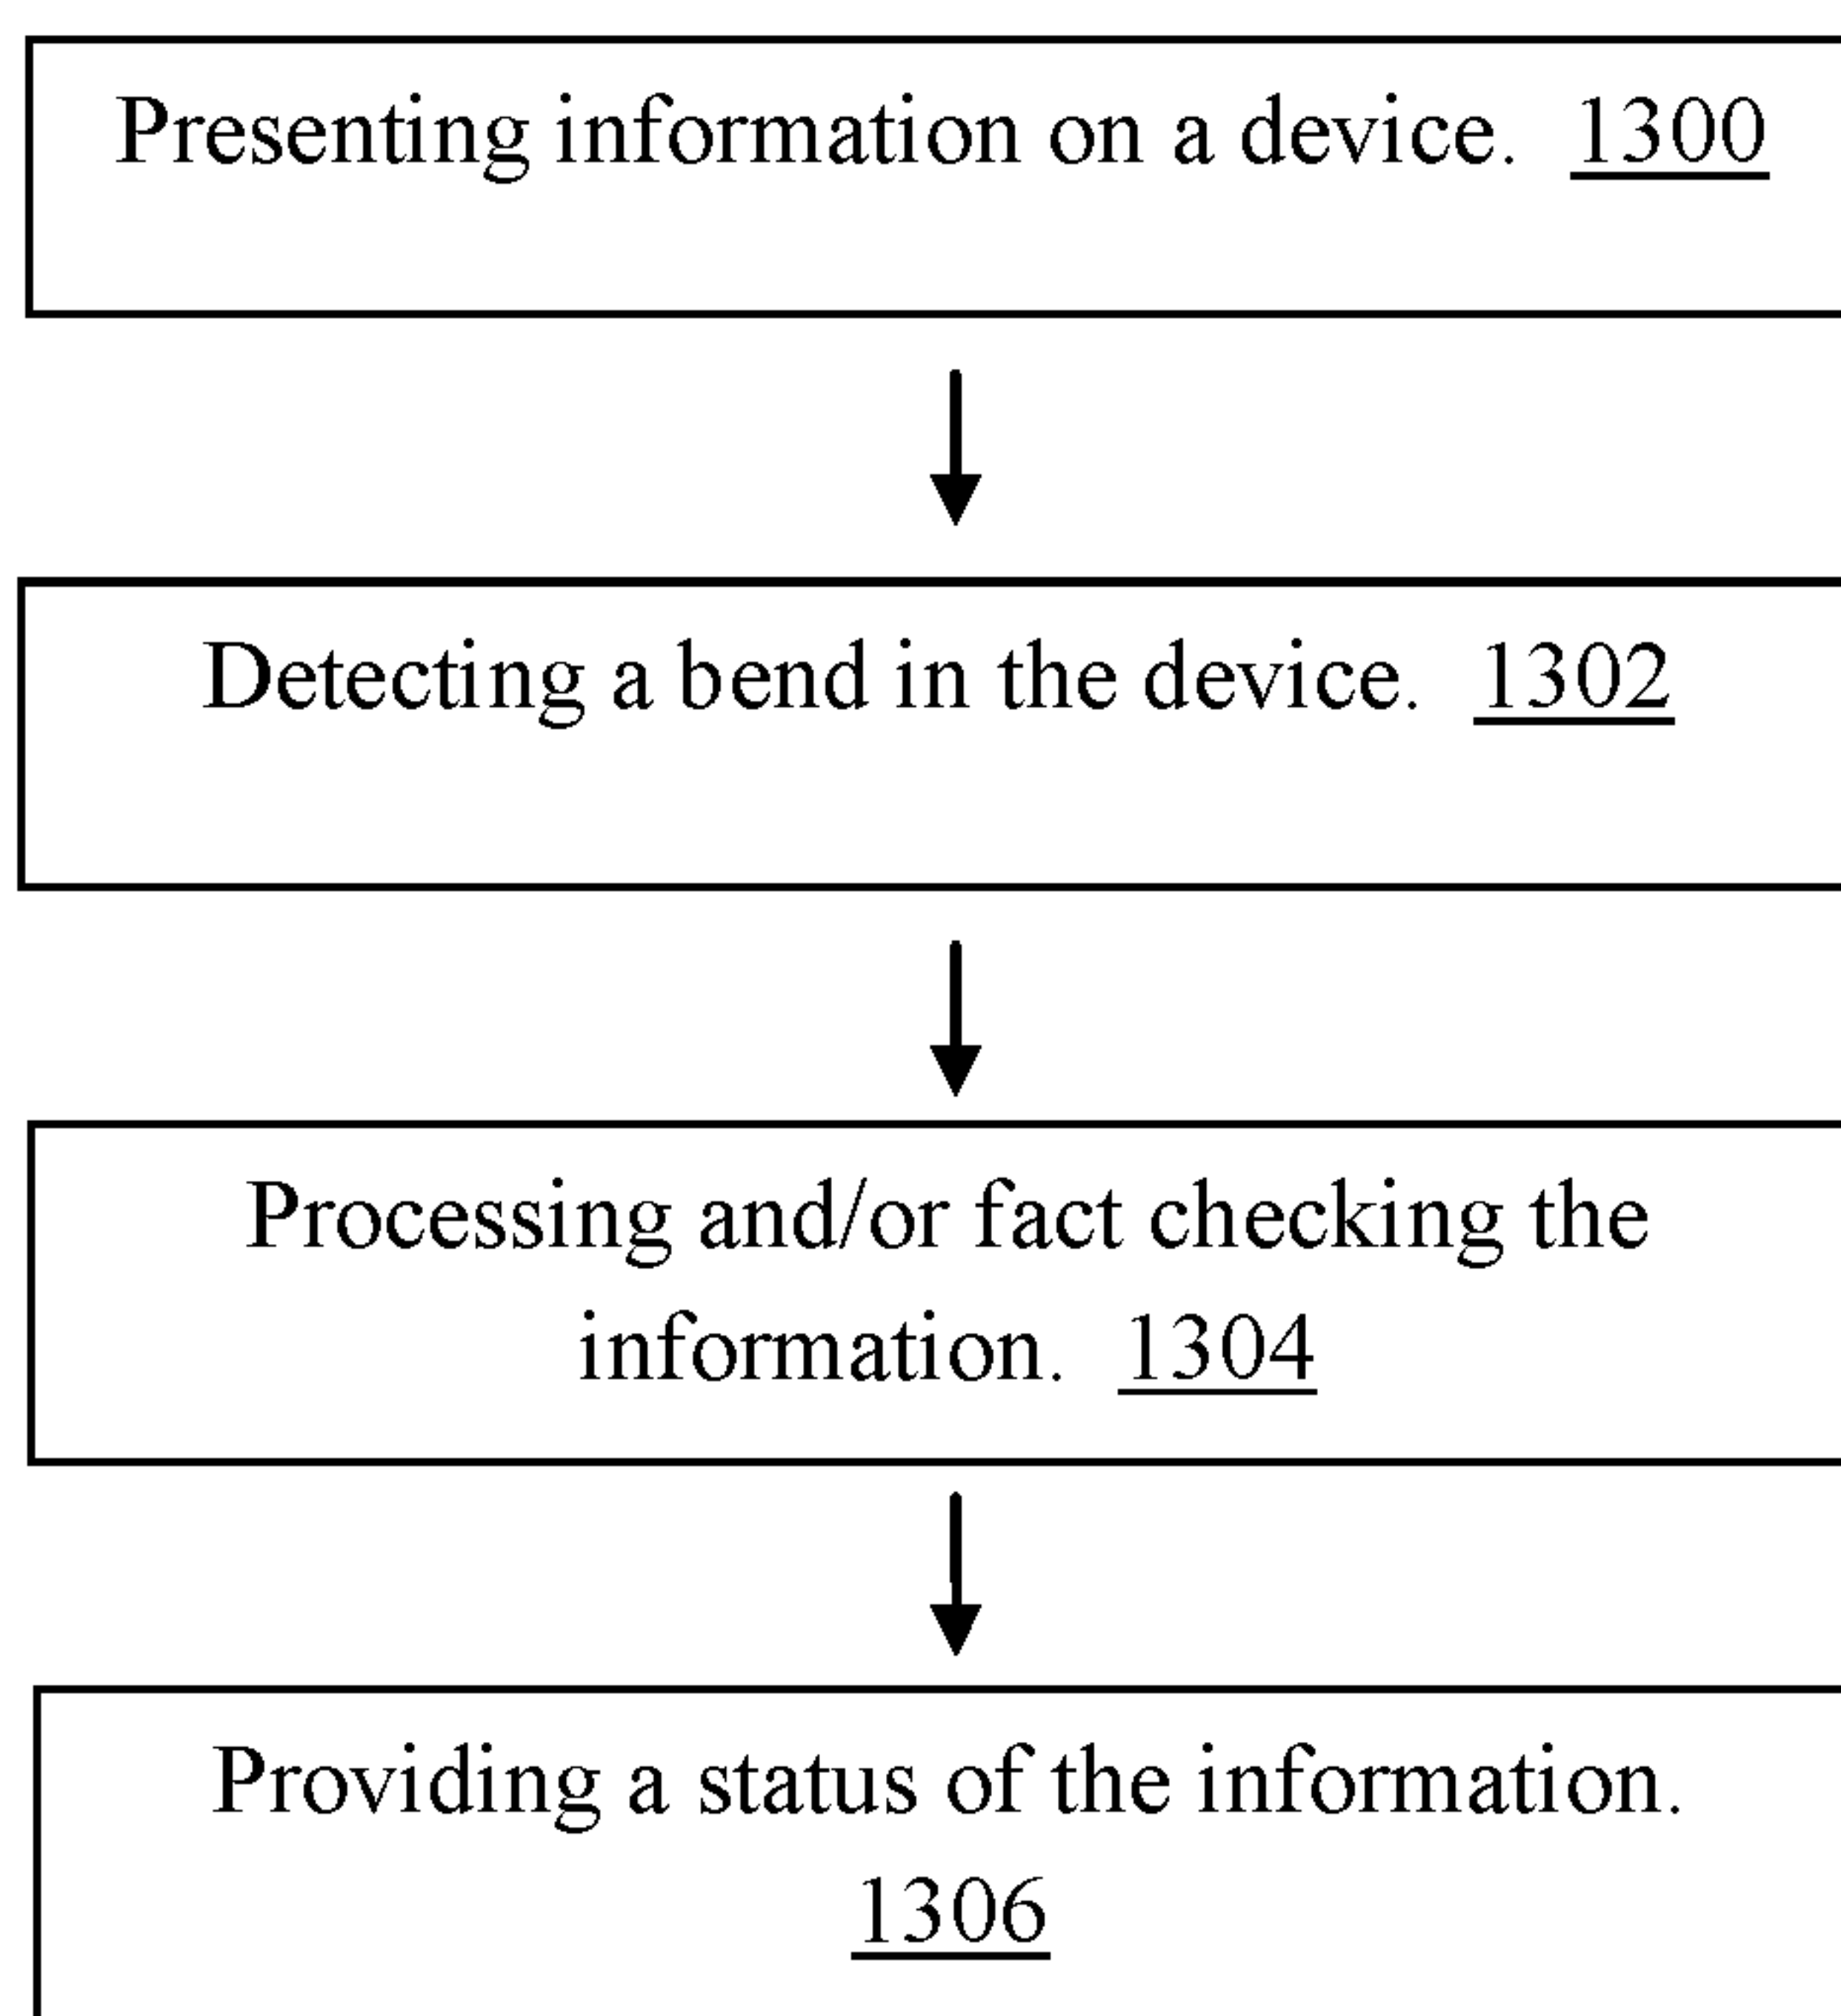 Presenting information on a device. 1300
Detecting a bend in the device. 1302
Processing and/or fact checking the
information. 1304
Providing a status of the information.
1306